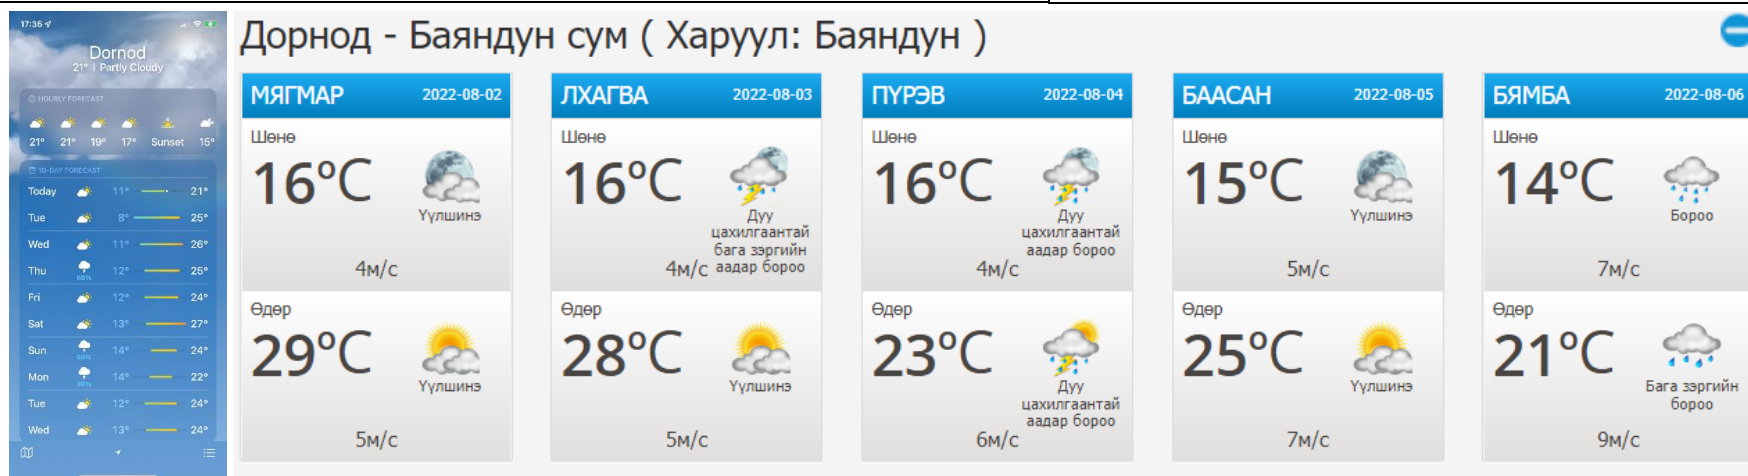 17:36
Dornod
21° | Partly Cloudy
HOURLY FORECAST
21° 21° 19° 17° Sunset 15°
10-DAY FORECAST
Today 11° 21°
Tue 8° 25°
Wed 11° 26°
Thu 12° 25°
Fri 12° 24°
Sat 13° 27°
Sun 14° 24°
Mon 14° 22°
Tue 12° 24°
Wed 13° 24°
Дорнод - Баяндун сум ( Харуул: Баяндун )
МЯГМАР 2022-08-02
Шөнө
16°C
Үүлшинэ
4м/с
Өдөр
29°C
Үүлшинэ
5м/с
ЛХАГВА 2022-08-03
Шөнө
16°C
Дуу
цахилгаантай
бага зэргийн
аадар бороо
4м/с
Өдөр
28°C
Үүлшинэ
5м/с
ПҮРЭВ 2022-08-04
Шөнө
16°C
Дуу
цахилгаантай
аадар бороо
4м/с
Өдөр
23°C
Дуу
цахилгаантай
аадар бороо
6м/с
БААСАН 2022-08-05
Шөнө
15°C
Үүлшинэ
5м/с
Өдөр
25°C
Үүлшинэ
7м/с
БЯМБА 2022-08-06
Шөнө
14°C
Бороо
7м/с
Өдөр
21°C
Бага зэргийн
бороо
9м/с